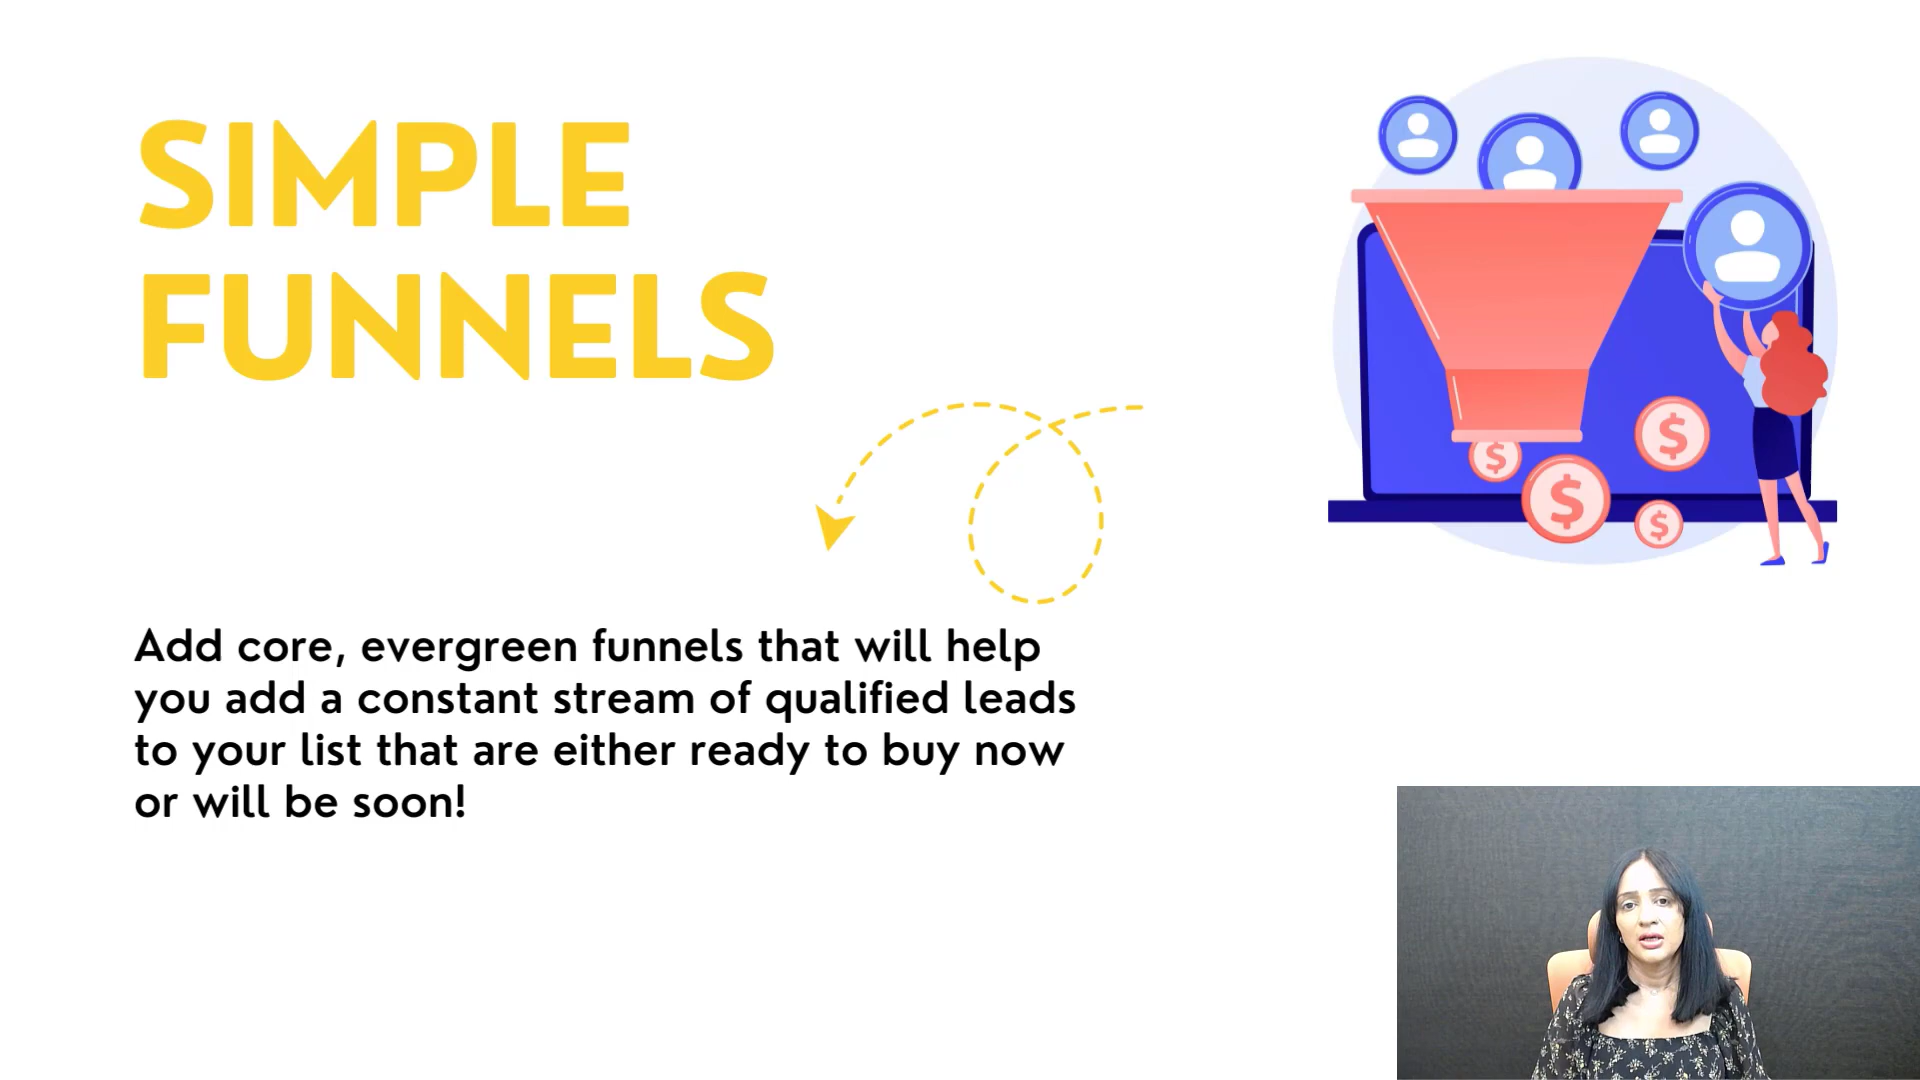 SIMPLE
FUNNELS
$
$
$
$
Add core, evergreen funnels that will help
you add a constant stream of qualified leads
to your list that are either ready to buy now
or will be soon!